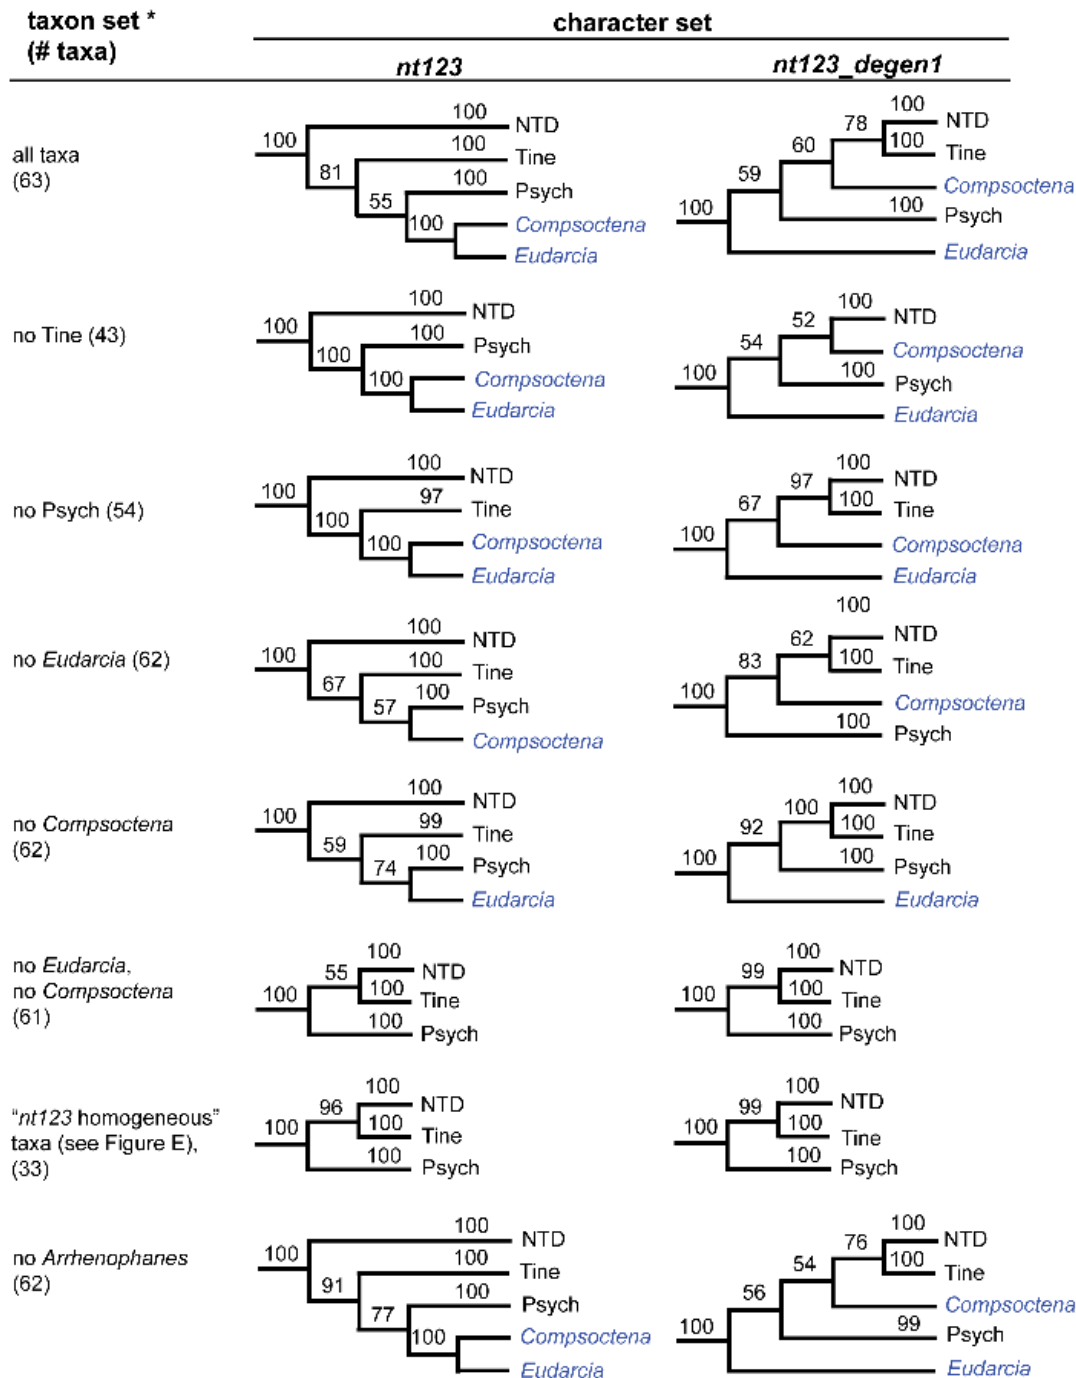 taxon set *
(# taxa)
character set
nt123
nt123_degen1
all taxa
(63)
100
100
NTD
81
100
Tine
55
100
Psych
100
Compsoctena
Eudarcia
100
59
60
78
100
NTD
100
Tine
Compsoctena
100
Psych
Eudarcia
no Tine (43)
100
100
NTD
100
100
Psych
100
Compsoctena
Eudarcia
100
54
52
100
NTD
Compsoctena
100
Psych
Eudarcia
no Psych (54)
100
100
NTD
100
97
Tine
100
Compsoctena
Eudarcia
100
67
97
100
NTD
100
Tine
Compsoctena
Eudarcia
no Eudarcia (62)
100
100
NTD
67
100
Tine
57
100
Psych
Compsoctena
100
83
62
100
NTD
100
Tine
Compsoctena
100
Psych
no Compsoctena
(62)
100
100
NTD
59
99
Tine
74
100
Psych
Eudarcia
100
92
100
100
NTD
100
Tine
100
Psych
Eudarcia
no Eudarcia,
no Compsoctena
(61)
100
55
100
NTD
100
Tine
100
Psych
100
99
100
NTD
100
Tine
100
Psych
"nt123 homogeneous"
taxa (see Figure E),
(33)
100
96
100
NTD
100
Tine
100
Psych
100
99
100
NTD
100
Tine
100
Psych
no Arrhenophanes
(62)
100
100
NTD
91
100
Tine
77
100
Psych
100
Compsoctena
Eudarcia
100
56
54
76
100
NTD
100
Tine
Compsoctena
99
Psych
Eudarcia